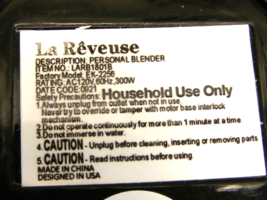 La Rêveuse
DESCRIPTION: PERSONAL BLENDER
ITEM NO.: LARB1801B
Factory Model: EK-2256
RATING: AC120V,60Hz,300W
DATE CODE:0921
Safety Precautions: Household Use Only
1.Always unplug from outlet when not in use.
Never try to override or tamper with motor base interlock
mechanism.
2.Do not operate continuously for more than 1 minute at a time
3.Do not immerse in water.
4. CAUTION - Unplug before cleaning, inserting or removing parts
5. CAUTION - Read instructions before using.
MADE IN CHINA
DESIGNED IN USA